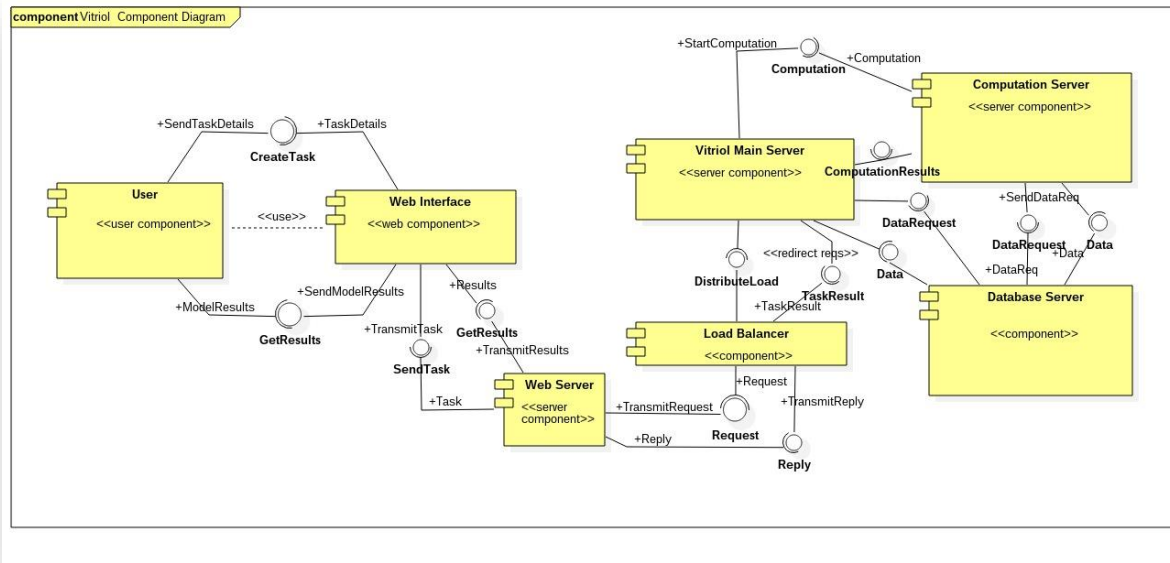 component Vitriol Component Diagram
+StartComputation
Computation
+Computation
Computation Server
<<server component>>
+SendTaskDetails
+TaskDetails
CreateTask
Vitriol Main Server
<<server component>>
ComputationResults
User
<<user component>>
<<use>>
Web Interface
<<web component>>
DataRequest
+SendDataReq
DataRequest
Data
+Data
<<redirect reqs>>
Data
+DataReq
DistributeLoad
TaskResult
+TaskResult
Database Server
<<component>>
+ModelResults
+SendModelResults
GetResults
+Results
GetResults
+TransmitTask
+TransmitResults
SendTask
+Task
Load Balancer
<<component>>
Web Server
<<server
component>>
+Request
+TransmitRequest
+TransmitReply
Request
+Reply
Reply